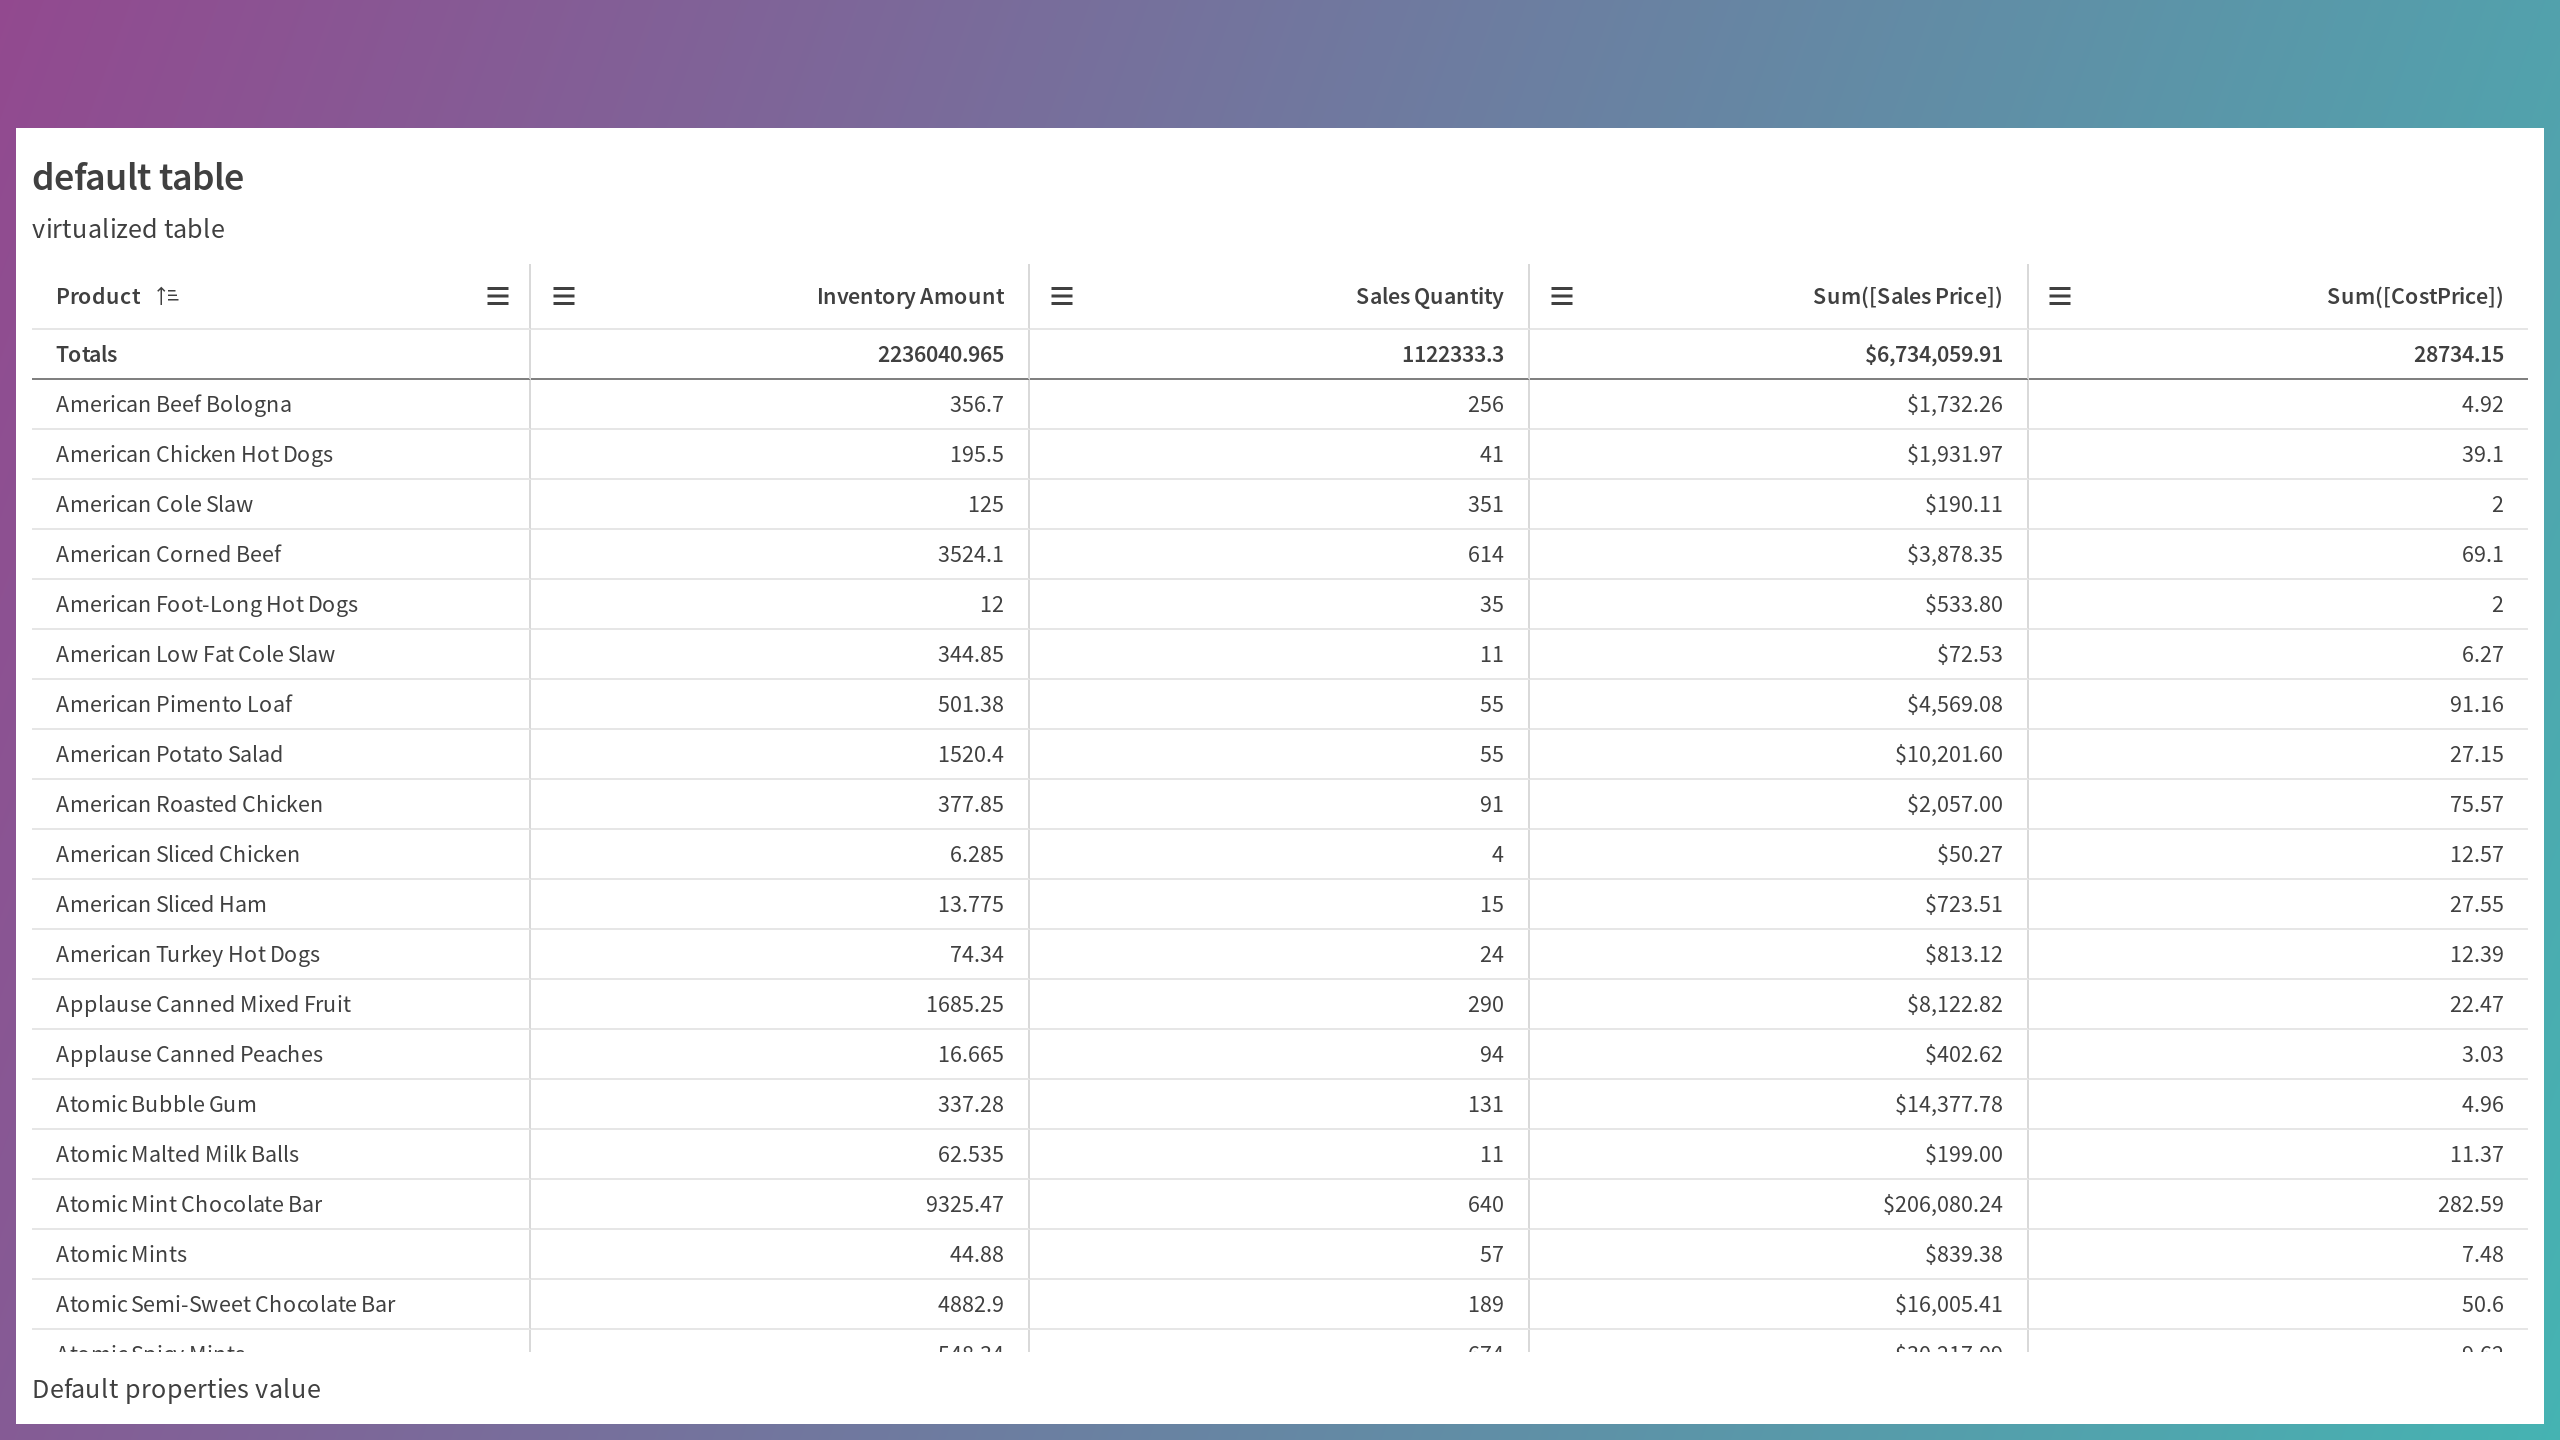 default table
virtualized table
Product Inventory Amount Sales Quantity Sum([Sales Price]) Sum([CostPrice])
Totals 2236040.965 1122333.3 $6,734,059.91 28734.15
American Beef Bologna 356.7 256 $1,732.26 4.92
American Chicken Hot Dogs 195.5 41 $1,931.97 39.1
American Cole Slaw 125 351 $190.11 2
American Corned Beef 3524.1 614 $3,878.35 69.1
American Foot-Long Hot Dogs 12 35 $533.80 2
American Low Fat Cole Slaw 344.85 11 $72.53 6.27
American Pimento Loaf 501.38 55 $4,569.08 91.16
American Potato Salad 1520.4 55 $10,201.60 27.15
American Roasted Chicken 377.85 91 $2,057.00 75.57
American Sliced Chicken 6.285 4 $50.27 12.57
American Sliced Ham 13.775 15 $723.51 27.55
American Turkey Hot Dogs 74.34 24 $813.12 12.39
Applause Canned Mixed Fruit 1685.25 290 $8,122.82 22.47
Applause Canned Peaches 16.665 94 $402.62 3.03
Atomic Bubble Gum 337.28 131 $14,377.78 4.96
Atomic Malted Milk Balls 62.535 11 $199.00 11.37
Atomic Mint Chocolate Bar 9325.47 640 $206,080.24 282.59
Atomic Mints 44.88 57 $839.38 7.48
Atomic Semi-Sweet Chocolate Bar 4882.9 189 $16,005.41 50.6
Atomic Spicy Mints
Default properties value